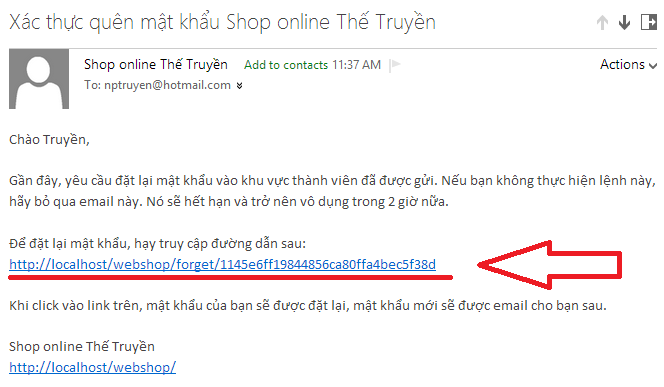 Xác thực quên mật khẩu Shop online Thế Truyền
Shop online Thế Truyền Add to contacts 11:37 AM
To: nptruyen@hotmail.com
Actions
Chào Truyền,
Gần đây, yêu cầu đặt lại mật khẩu vào khu vực thành viên đã được gửi. Nếu bạn không thực hiện lệnh này,
hãy bỏ qua email này. Nó sẽ hết hạn và trở nên vô dụng trong 2 giờ nữa.
Để đặt lại mật khẩu, hạy truy cập đường dẫn sau:
http://localhost/webshop/forget/1145e6ff19844856ca80ffa4bec5f38d
Khi click vào link trên, mật khẩu của bạn sẽ được đặt lại, mật khẩu mới sẽ được email cho bạn sau.
Shop online Thế Truyền
http://localhost/webshop/